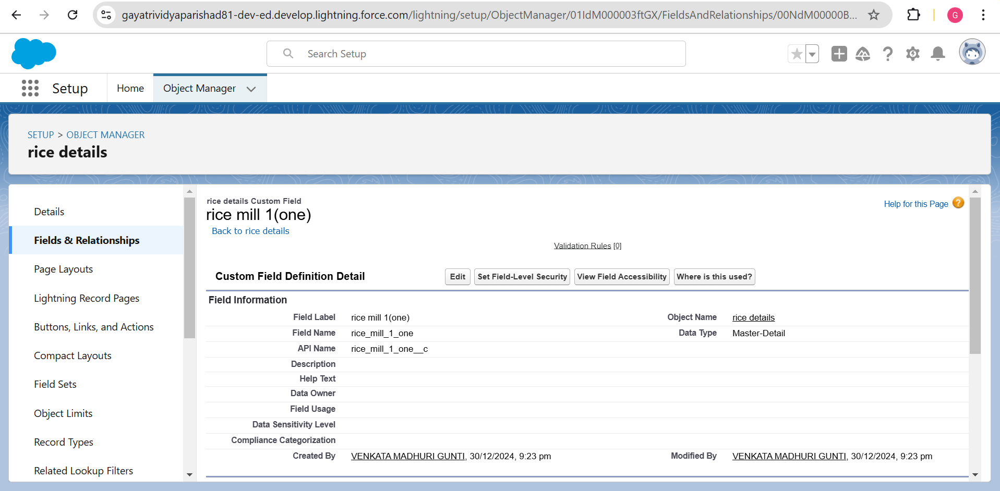 gayatrividyaparishad81-dev-ed.develop.lightning.force.com/lightning/setup/ObjectManager/01IdM000003ftGX/FieldsAndRelationships/00NdM00000B...
G
Search Setup
Setup
Home
Object Manager
SETUP > OBJECT MANAGER
rice details
Details
Fields & Relationships
Page Layouts
Lightning Record Pages
Buttons, Links, and Actions
Compact Layouts
Field Sets
Object Limits
Record Types
Related Lookup Filters
rice details Custom Field
rice mill 1(one)
Back to rice details
Help for this Page ?
Validation Rules [0]
Custom Field Definition Detail Edit Set Field-Level Security View Field Accessibility Where is this used?
Field Information
Field Label rice mill 1(one) Object Name rice details
Field Name rice_mill_1_one Data Type Master-Detail
API Name rice_mill_1_one__c
Description
Help Text
Data Owner
Field Usage
Data Sensitivity Level
Compliance Categorization
Created By VENKATA MADHURI GUNTI, 30/12/2024, 9:23 pm Modified By VENKATA MADHURI GUNTI, 30/12/2024, 9:23 pm